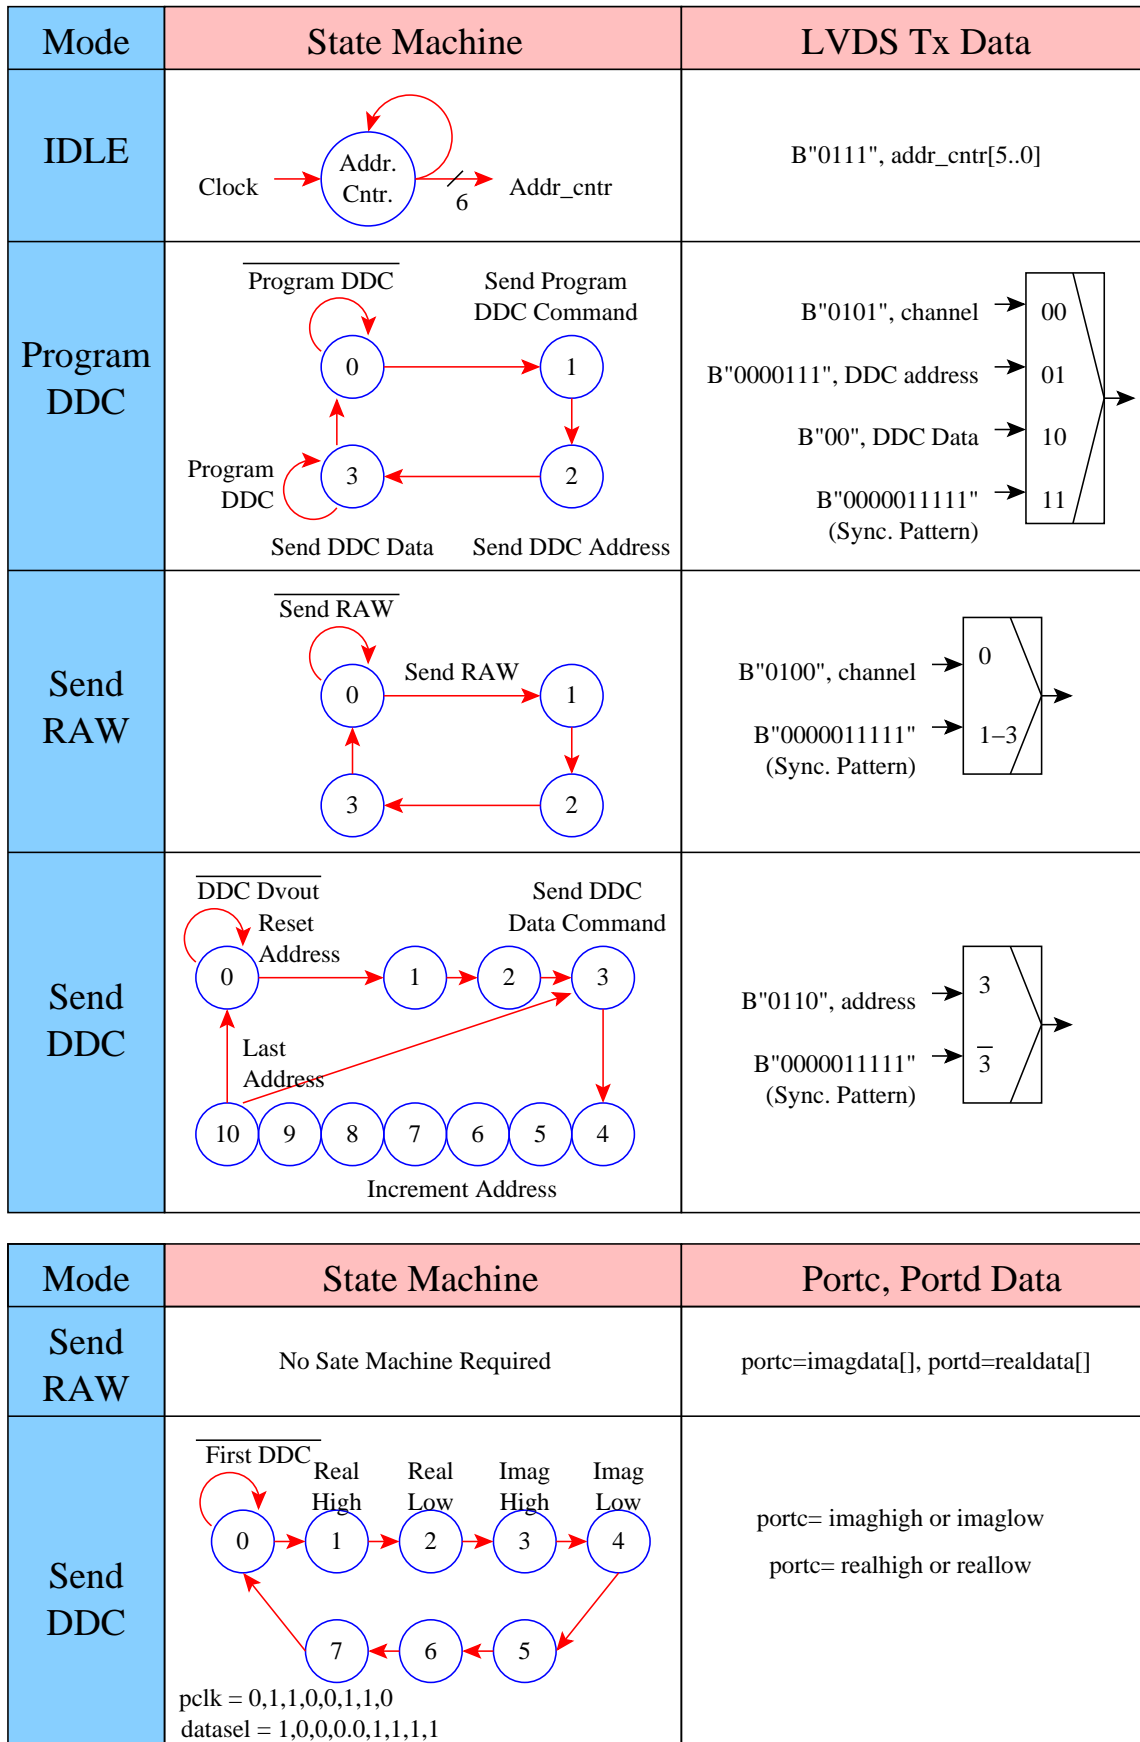 Mode State Machine LVDS Tx Data
IDLE
Addr.
Cntr.
Clock
6
Addr_cntr
B"0111", addr_cntr[5..0]
Program
DDC
Program DDC
Send Program
DDC Command
0
1
Program
DDC
3
2
Send DDC Data
Send DDC Address
B"0101", channel
00
B"0000111", DDC address
01
B"00", DDC Data
10
B"0000011111"
(Sync. Pattern)
11
Send
RAW
Send RAW
Send RAW
0
1
3
2
B"0100", channel
0
B"0000011111"
(Sync. Pattern)
1–3
Send
DDC
DDC Dvout
Reset
Address
Send DDC
Data Command
0
1
2
3
Last
Address
10 9 8 7 6 5 4
Increment Address
B"0110", address
3
B"0000011111"
(Sync. Pattern)
3
Mode State Machine Portc, Portd Data
Send
RAW
No Sate Machine Required
portc=imagdata[], portd=realdata[]
Send
DDC
First DDC
Real
High
Real
Low
Imag
High
Imag
Low
0 1 2 3 4
7 6 5
pclk = 0,1,1,0,0,1,1,0
datasel = 1,0,0,0.0,1,1,1,1
portc= imaghigh or imaglow
portc= realhigh or reallow